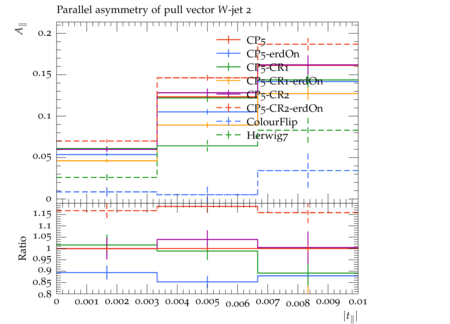 Parallel asymmetry of pull vector W-jet 2
A∥
0.2
0.15
0.1
0.05
0
CP5
CP5-erdOn
CP5-CR1
CP5-CR1-erdOn
CP5-CR2
CP5-CR2-erdOn
ColourFlip
Herwig7
Ratio
1.15
1.1
1.05
1
0.95
0.9
0.85
0.8
0 0.001 0.002 0.003 0.004 0.005 0.006 0.007 0.008 0.009 0.01
|t∥|